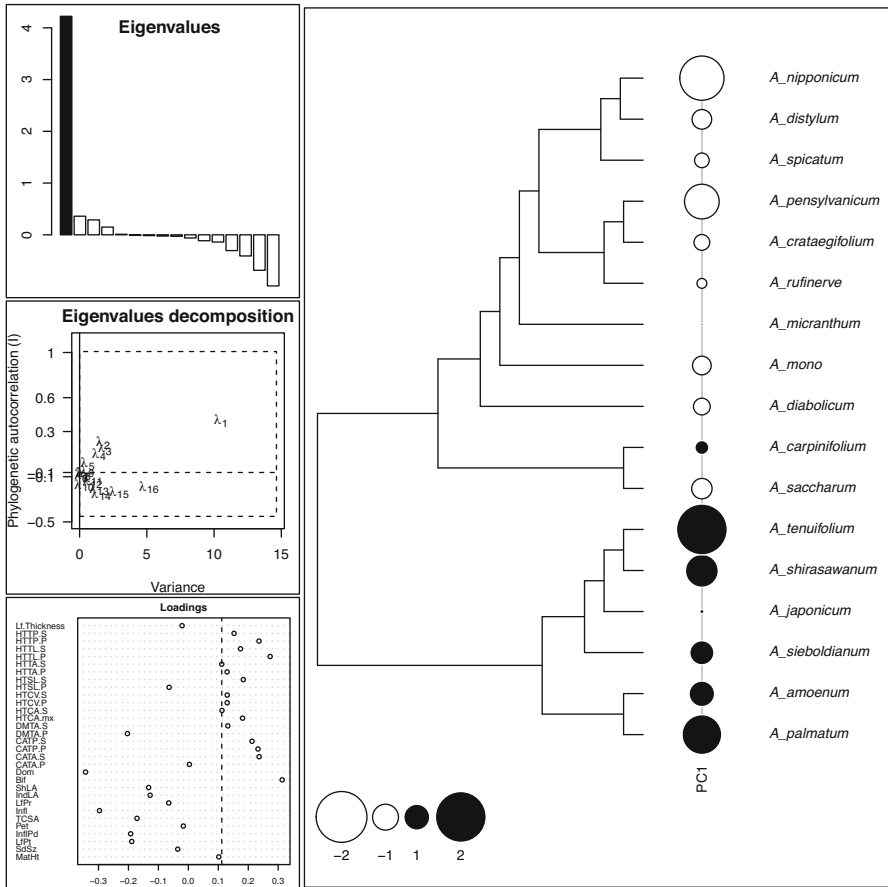 Eigenvalues
4
3
2
1
0
Eigenvalues decomposition
Phylogenetic autocorrelation (I)
1
0.6
0.3
−0.1
−0.1
−0.5
λ1
λ2
λ3
λ4
λ5
λ16
λ15
λ14
0
5
10
15
Variance
Loadings
Lf.Thickness
HTTP.S
HTTP.P
HTTL.S
HTTL.P
HTTA.S
HTTA.P
HTSL.S
HTSL.P
HTCV.S
HTCV.P
HTCA.S
HTCA.mx
DMTA.S
DMTA.P
CATP.S
CATP.P
CATA.S
CATA.P
Dom
Bif
ShLA
IndLA
LfPr
Infl
TCSA
Pet
InflPd
LfPt
SdSz
MatHt
−0.3
−0.2
−0.1
0.0
0.1
0.2
0.3
A_nipponicum
A_distylum
A_spicatum
A_pensylvanicum
A_crataegifolium
A_rufinerve
A_micranthum
A_mono
A_diabolicum
A_carpinifolium
A_saccharum
A_tenuifolium
A_shirasawanum
A_japonicum
A_sieboldianum
A_amoenum
A_palmatum
PC1
−2
−1
1
2